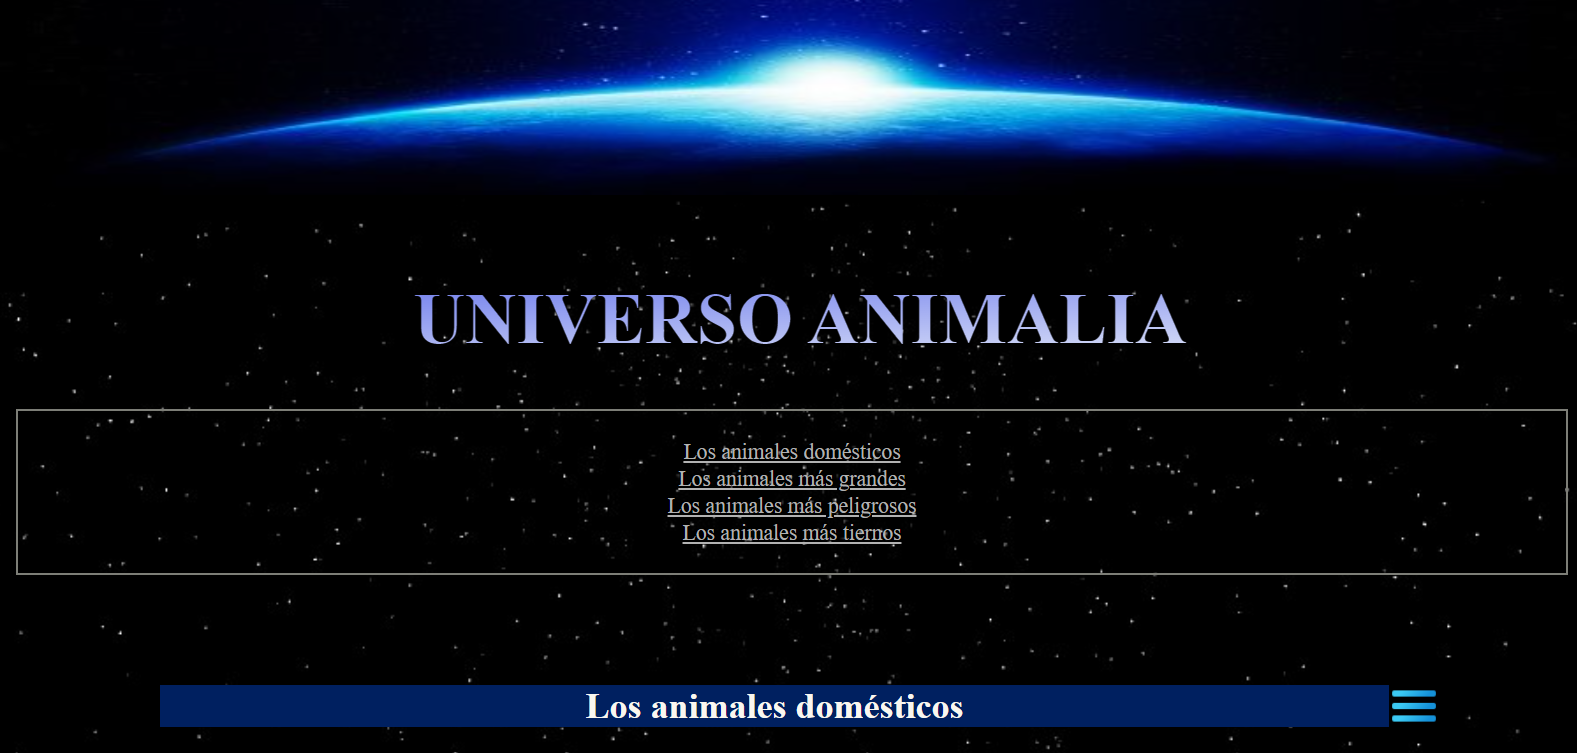 UNIVERSO ANIMALIA
Los animales domésticos
Los animales más grandes
Los animales más peligrosos
Los animales más tiernos
Los animales domésticos